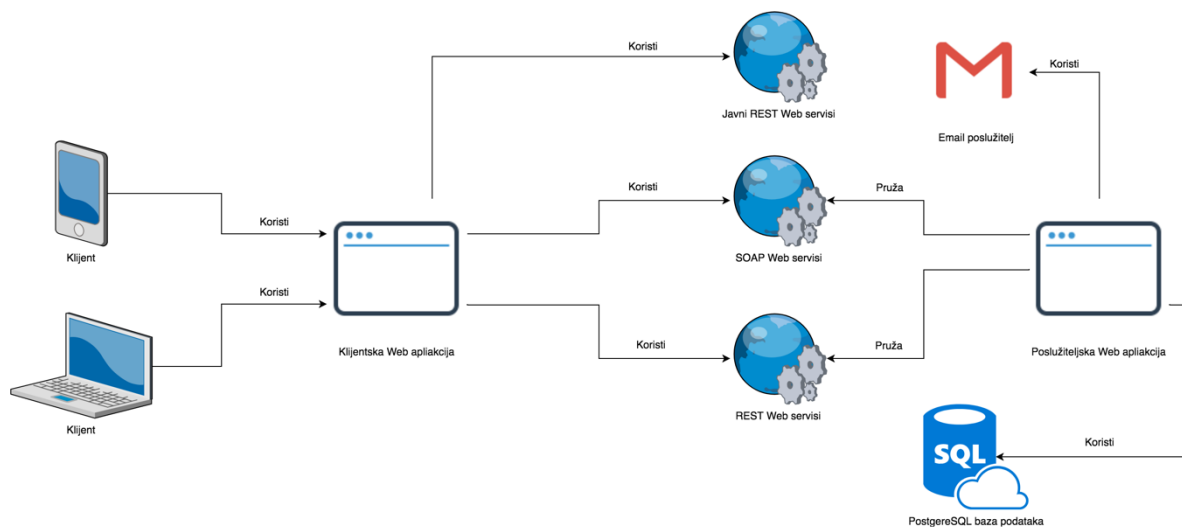 Koristi
Javni REST Web servisi
Koristi
Email poslužitelj
Klijent
Koristi
Koristi
SOAP Web servisi
Pruža
Koristi
Klijent
Klijentska Web apliakcija
Koristi
REST Web servisi
Pruža
Poslužiteljska Web apliakcija
SQL
Koristi
PostgereSQL baza podataka